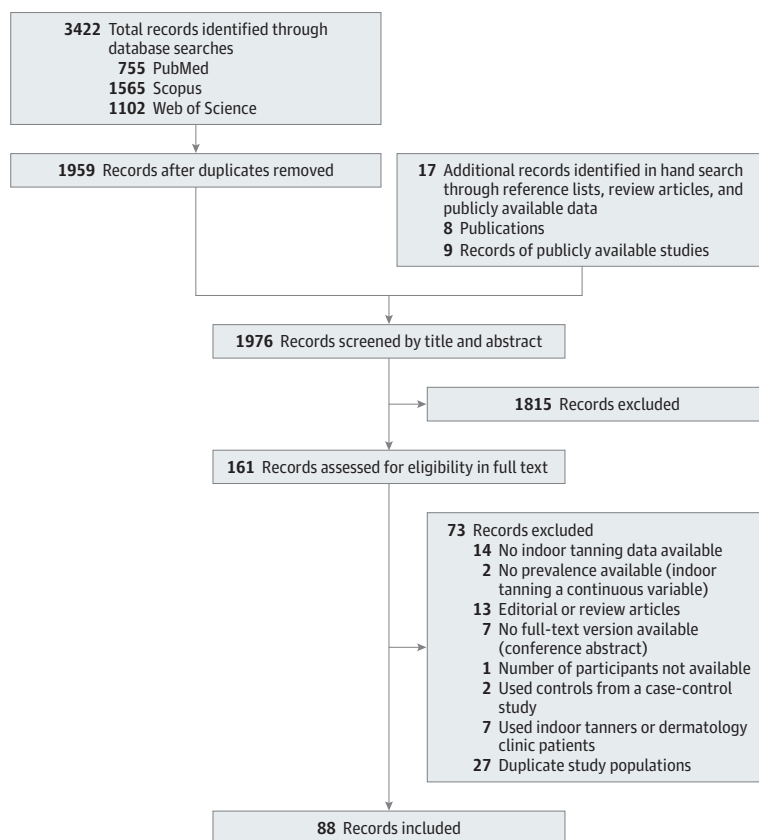 3422 Total records identified through
database searches
755 PubMed
1565 Scopus
1102 Web of Science
1959 Records after duplicates removed
17 Additional records identified in hand search
through reference lists, review articles, and
publicly available data
8 Publications
9 Records of publicly available studies
1976 Records screened by title and abstract
1815 Records excluded
161 Records assessed for eligibility in full text
73 Records excluded
14 No indoor tanning data available
2 No prevalence available (indoor
tanning a continuous variable)
13 Editorial or review articles
7 No full-text version available
(conference abstract)
1 Number of participants not available
2 Used controls from a case-control
study
7 Used indoor tanners or dermatology
clinic patients
27 Duplicate study populations
88 Records included